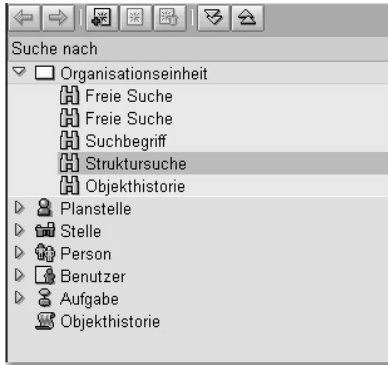 Suche nach
Organisationseinheit
Freie Suche
Freie Suche
Suchbegriff
Struktursuche
Objekthistorie
Planstelle
Stelle
Person
Benutzer
Aufgabe
Objekthistorie